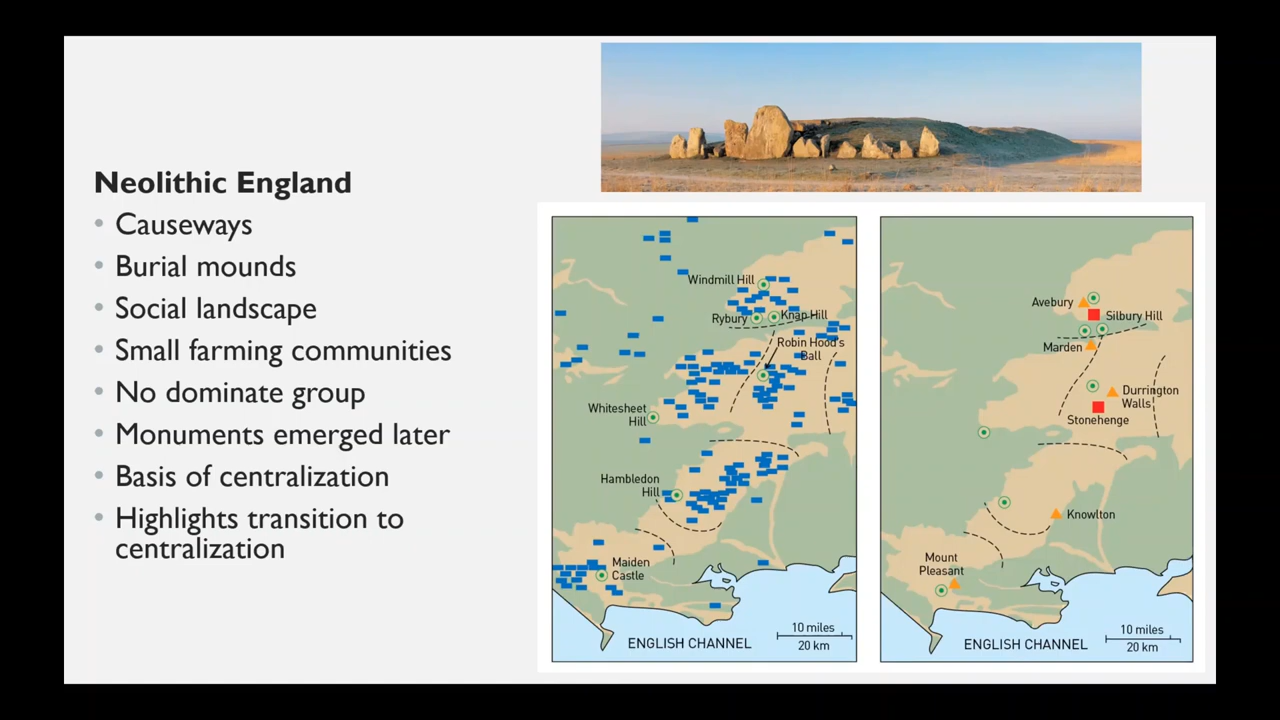 Neolithic England
• Causeways
• Burial mounds
• Social landscape
• Small farming communities
• No dominate group
• Monuments emerged later
• Basis of centralization
• Highlights transition to
centralization
Windmill Hill
Rybury
Knap Hill
Robin Hood's
Ball
Whitesheet
Hill
Hambledon
Hill
Maiden
Castle
ENGLISH CHANNEL
10 miles
20 km
Avebury
Silbury Hill
Marden
Durrington
Walls
Stonehenge
Knowlton
Mount
Pleasant
ENGLISH CHANNEL
10 miles
20 km